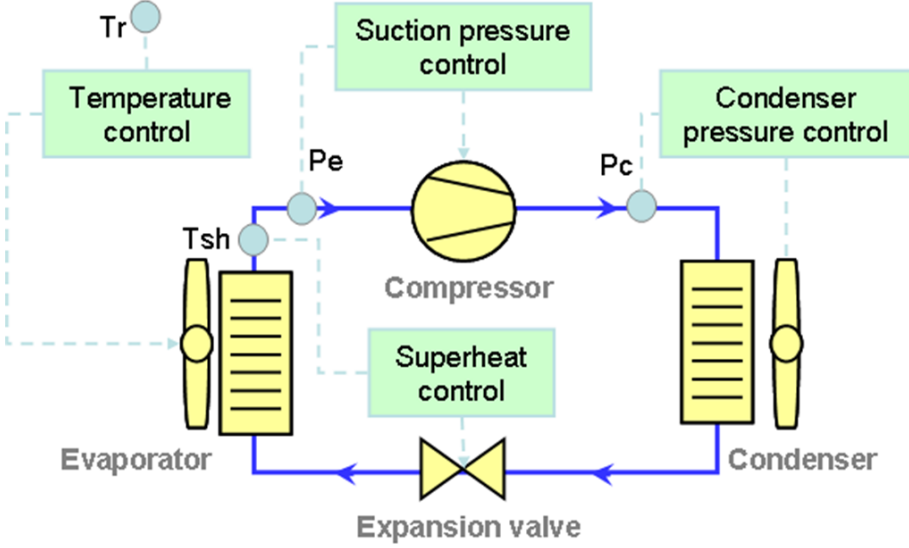 Tr
Suction pressure
control
Temperature
control
Condenser
pressure control
Pe
Pc
Tsh
Compressor
Superheat
control
Evaporator
Condenser
Expansion valve